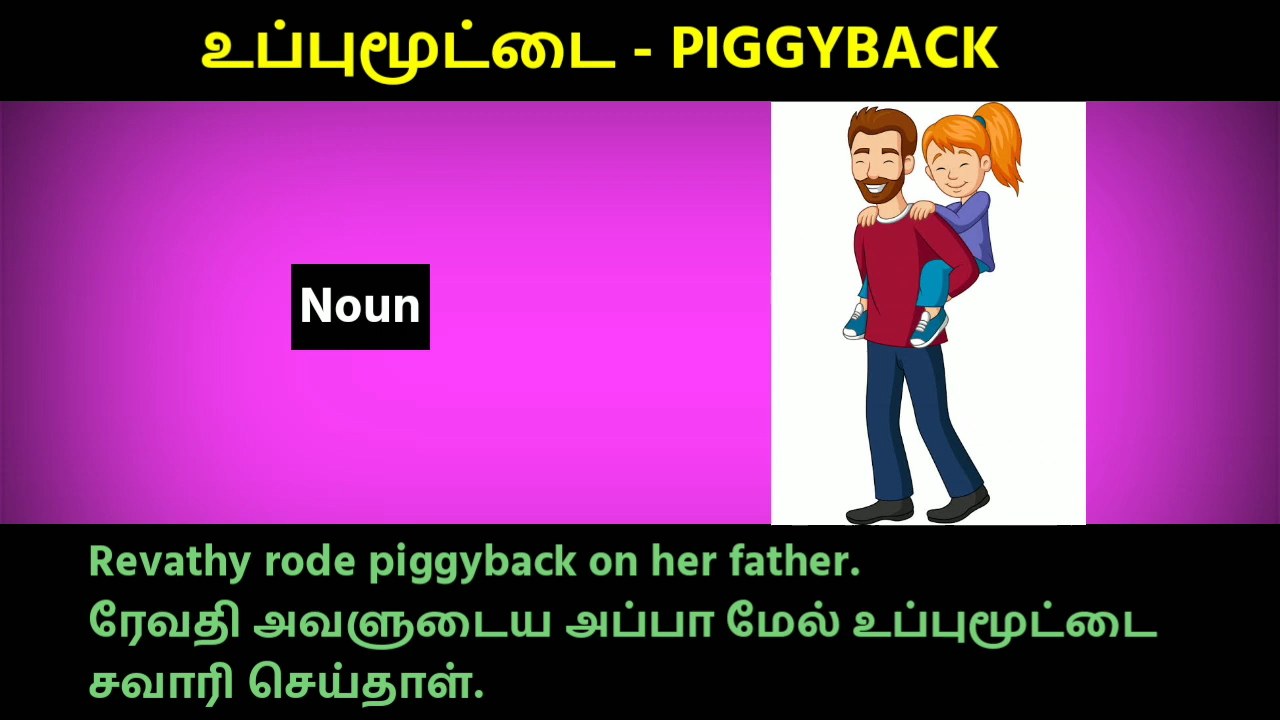 உப்புமூட்டை - PIGGYBACK
Noun
Revathy rode piggyback on her father.
ரேவதி அவளுடைய அப்பா மேல் உப்புமூட்டை
சவாரி செய்தாள்.